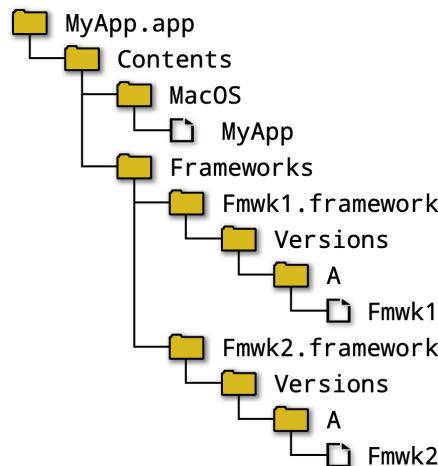 MyApp.app
Contents
MacOS
MyApp
Frameworks
Fmwk1.framework
Versions
A
Fmwk1
Fmwk2.framework
Versions
A
Fmwk2